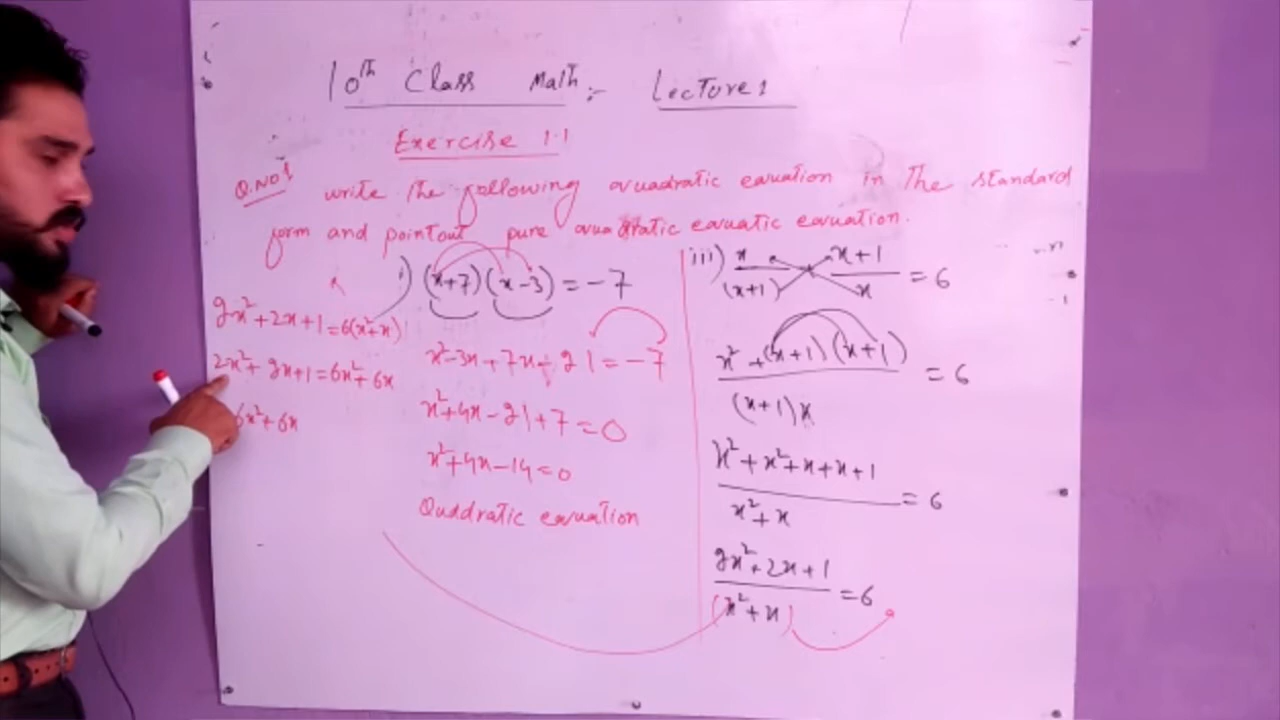 10th Class Math:- Lecture 1
Exercise 1.1
Q.NO1 write the following quadratic equation in the standard
form and pointout pure quadratic equatic equation.
i) (x+7)(x-3) = -7
x²-3x+7x-21 = -7
x²+4x-21+7=0
x²+4x-14=0
Quadratic equation
iii) x/(x+1) (x+1)/x = 6
(x²+(x+1)(x+1))/((x+1)x) = 6
(x²+x²+x+x+1)/(x²+x) = 6
(2x²+2x+1)/(x²+x) = 6
2x²+2x+1=6(x²+x)
2x²+2x+1=6x²+6x
6x²+6x